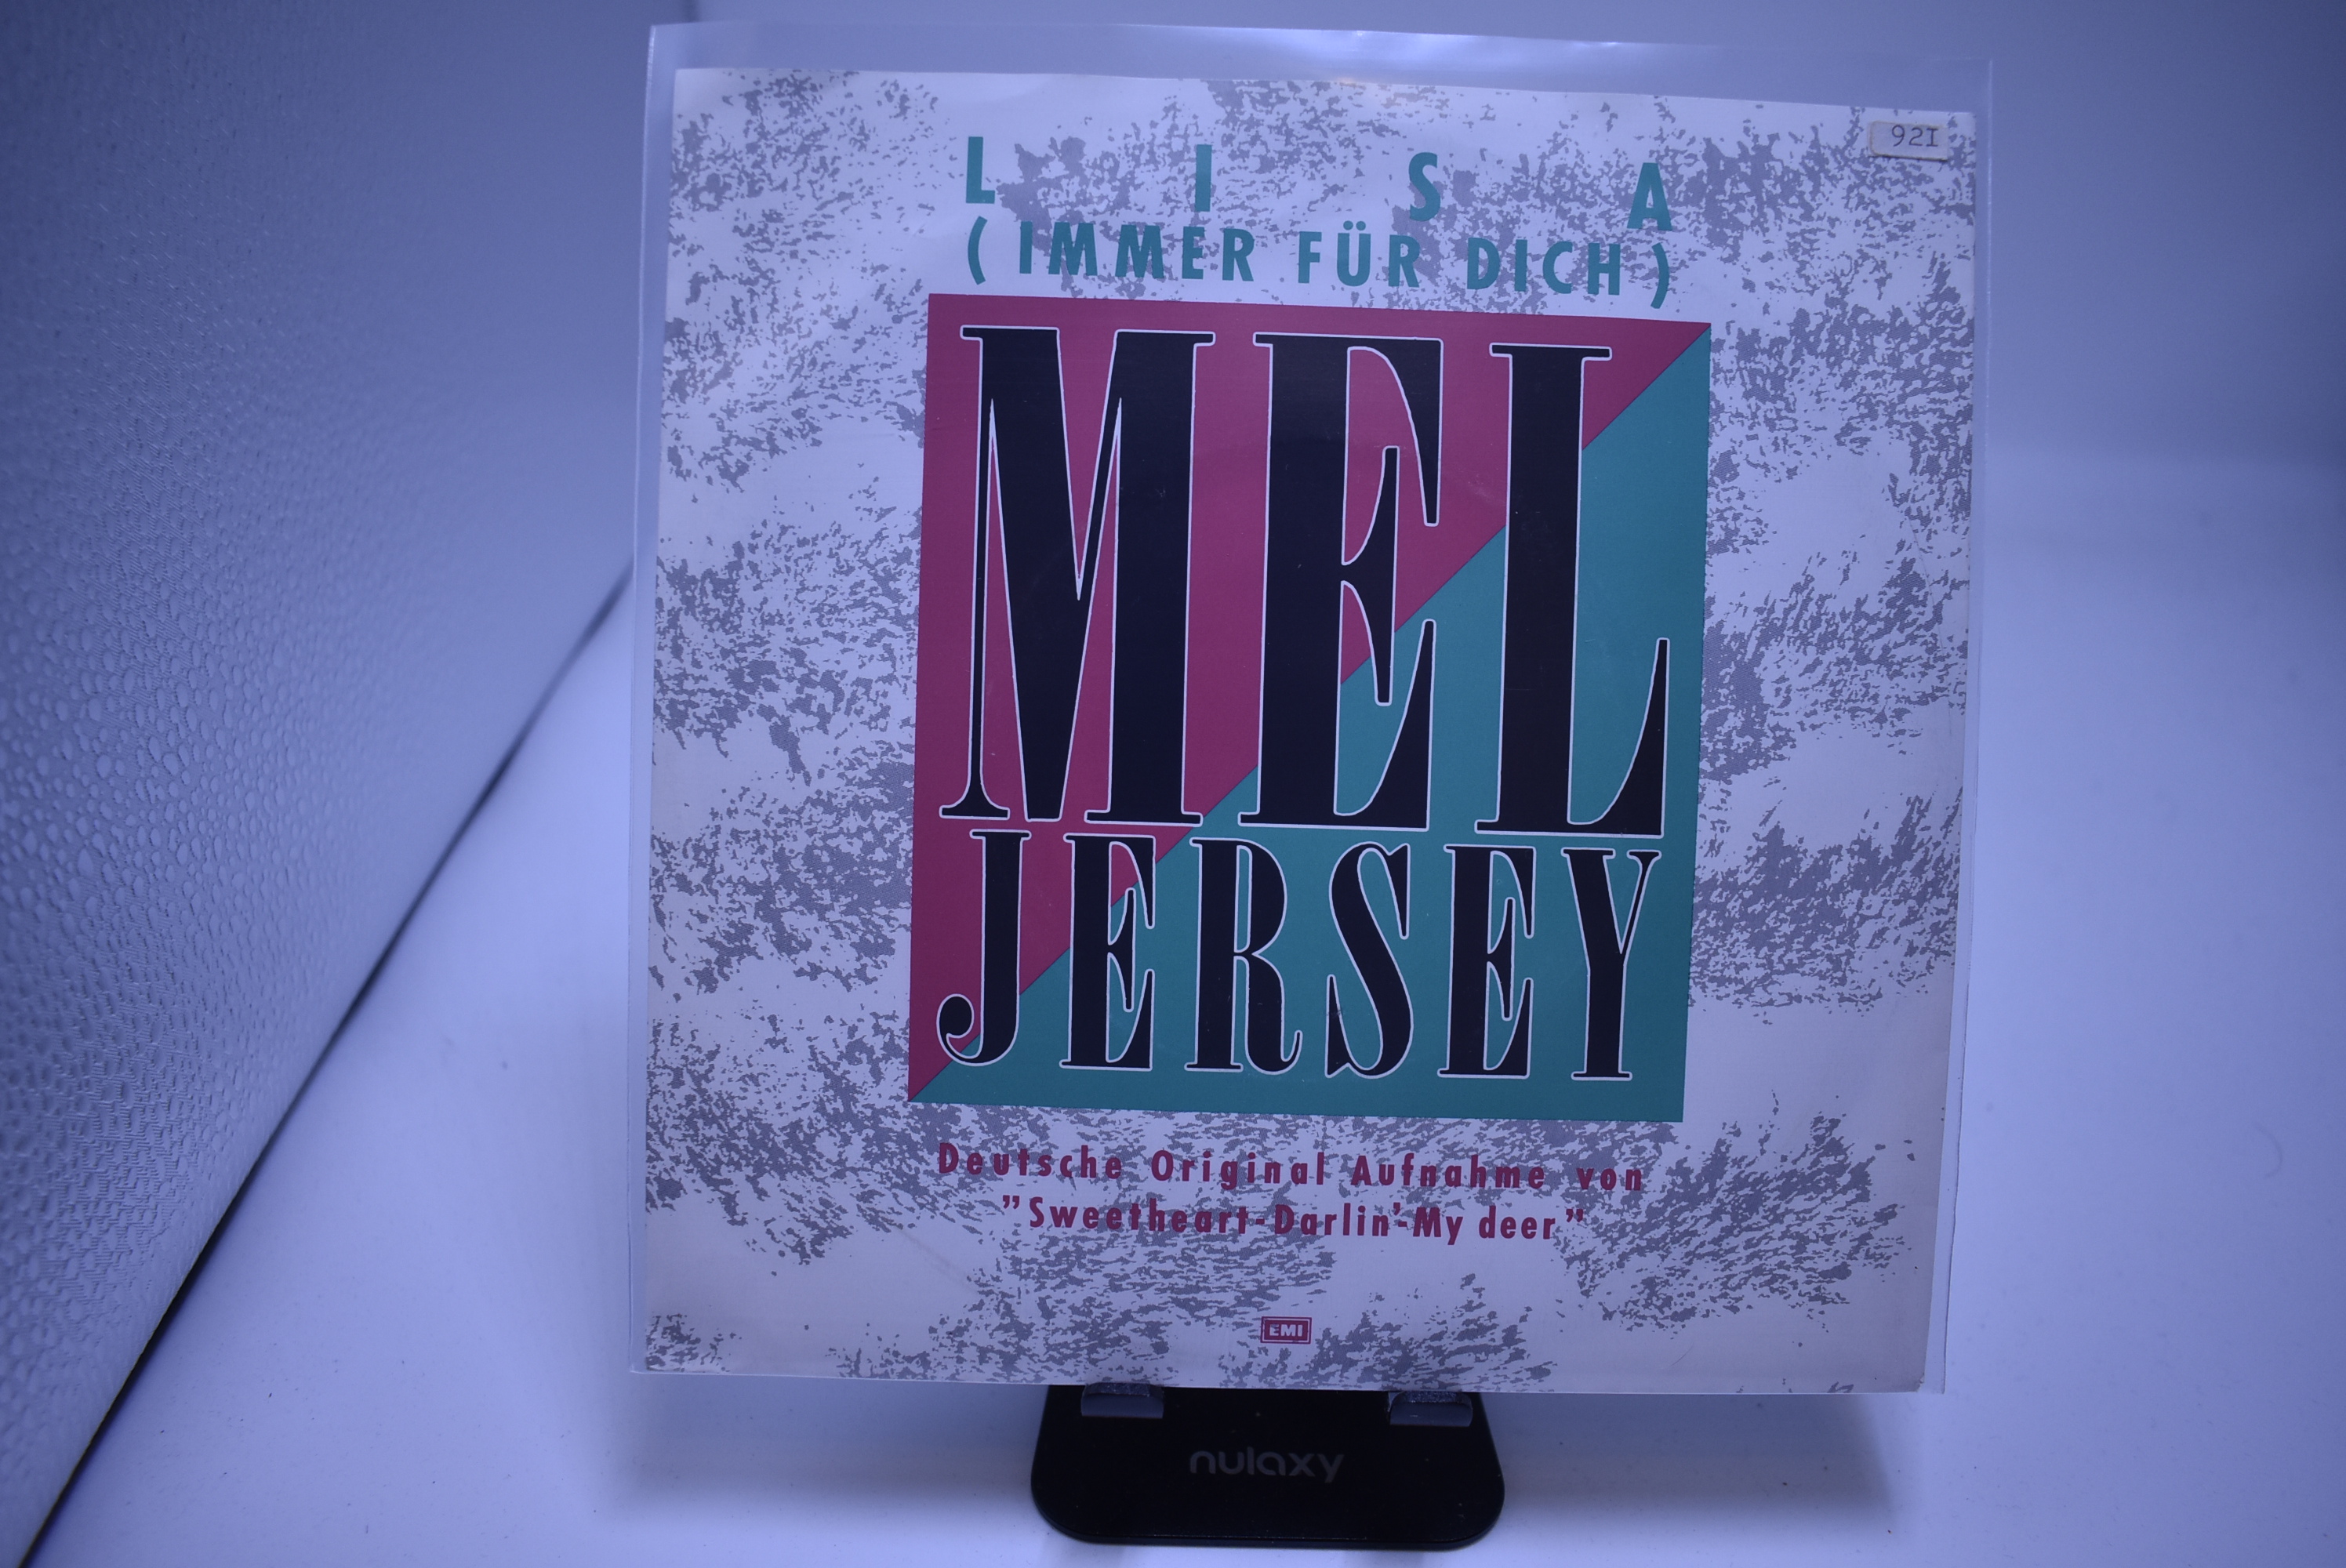 92I
L I S A
(IMMER FÜR DICH)
MEL
JERSEY
Deutsche Original Aufnahme von
"Sweetheart-Darlin'-My deer"
EMI
nulaxy